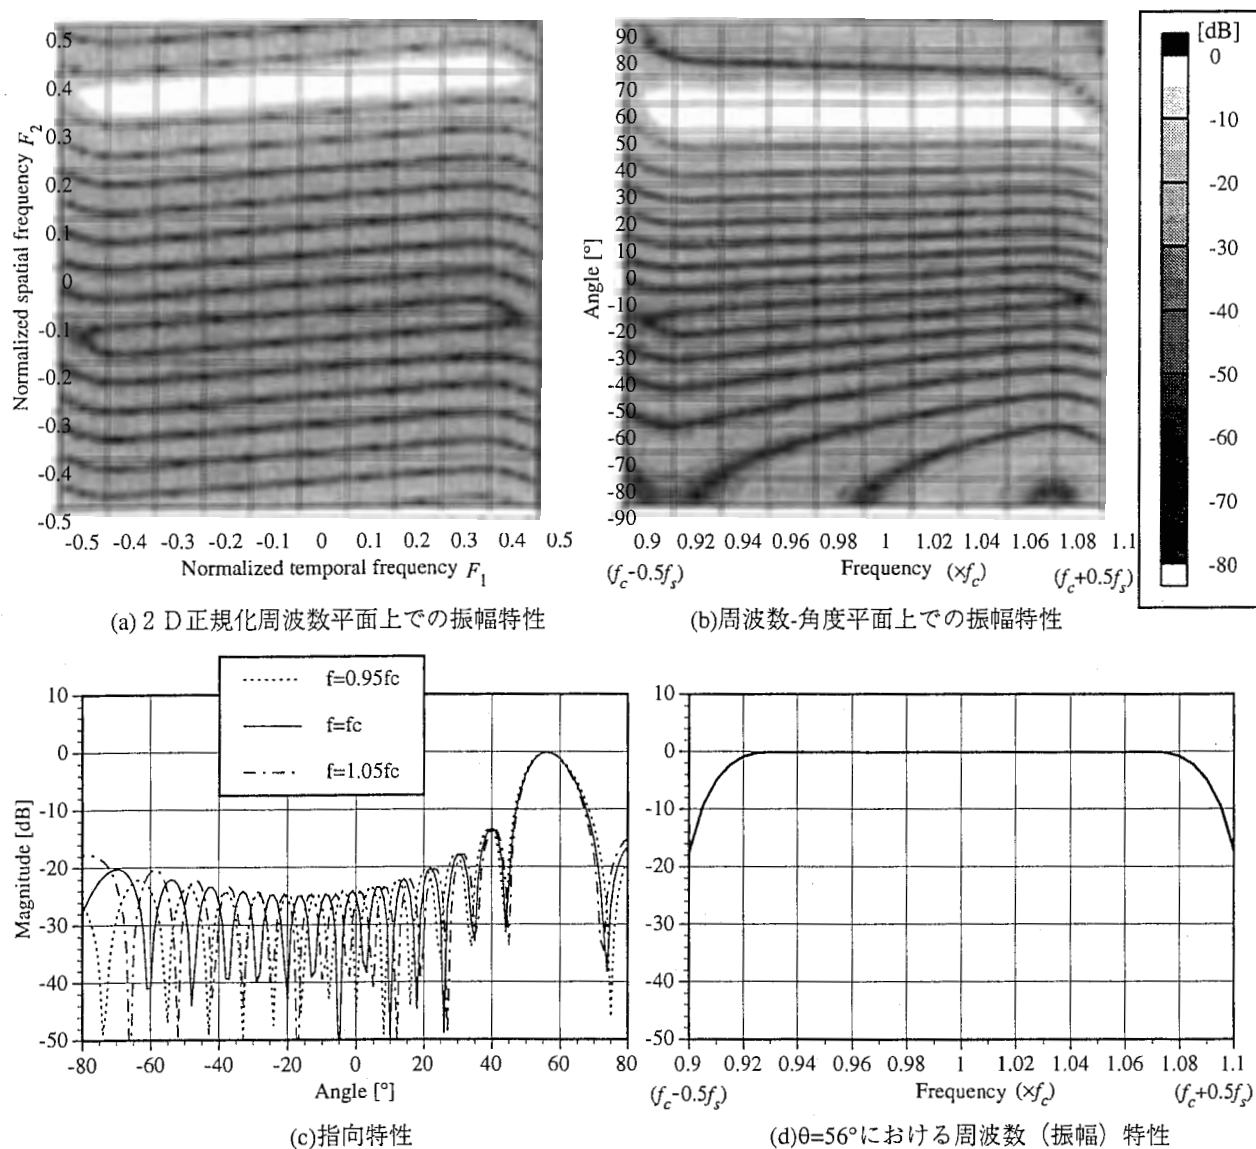 0.5
0.4
0.3
0.2
0.1
0
-0.1
-0.2
-0.3
-0.4
-0.5
Normalized spatial frequency F2
-0.5 -0.4 -0.3 -0.2 -0.1 0 0.1 0.2 0.3 0.4 0.5
Normalized temporal frequency F1
(a)2 D正規化周波数平面上での振幅特性
90
80
70
60
50
40
30
20
10
0
-10
-20
-30
-40
-50
-60
-70
-80
-90
Angle [°]
0.9 0.92 0.94 0.96 0.98 1 1.02 1.04 1.06 1.08 1.1
(fc-0.5fs) Frequency (×fc) (fc+0.5fs)
(b)周波数-角度平面上での振幅特性
[dB]
0
-10
-20
-30
-40
-50
-60
-70
-80
f=0.95fc
f=fc
f=1.05fc
10
0
-10
-20
-30
-40
-50
Magnitude [dB]
-80 -60 -40 -20 0 20 40 60 80
Angle [°]
(c)指向特性
10
0
-10
-20
-30
-40
-50
0.9 0.92 0.94 0.96 0.98 1 1.02 1.04 1.06 1.08 1.1
(fc-0.5fs) Frequency (×fc) (fc+0.5fs)
(d)θ=56°における周波数（振幅）特性